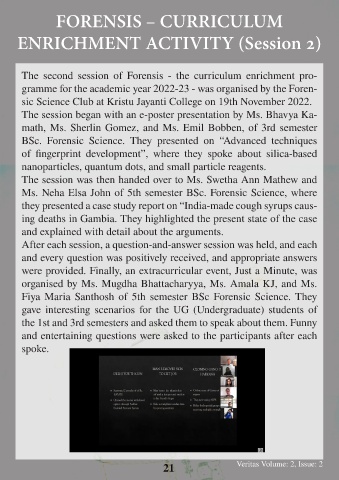 FORENSIS – CURRICULUM
ENRICHMENT ACTIVITY (Session 2)
The second session of Forensis - the curriculum enrichment pro-
gramme for the academic year 2022-23 - was organised by the Foren-
sic Science Club at Kristu Jayanti College on 19th November 2022.
The session began with an e-poster presentation by Ms. Bhavya Ka-
math, Ms. Sherlin Gomez, and Ms. Emil Bobben, of 3rd semester
BSc. Forensic Science. They presented on “Advanced techniques
of fingerprint development”, where they spoke about silica-based
nanoparticles, quantum dots, and small particle reagents.
The session was then handed over to Ms. Swetha Ann Mathew and
Ms. Neha Elsa John of 5th semester BSc. Forensic Science, where
they presented a case study report on “India-made cough syrups caus-
ing deaths in Gambia. They highlighted the present state of the case
and explained with detail about the arguments.
After each session, a question-and-answer session was held, and each
and every question was positively received, and appropriate answers
were provided. Finally, an extracurricular event, Just a Minute, was
organised by Ms. Mugdha Bhattacharyya, Ms. Amala KJ, and Ms.
Fiya Maria Santhosh of 5th semester BSc Forensic Science. They
gave interesting scenarios for the UG (Undergraduate) students of
the 1st and 3rd semesters and asked them to speak about them. Funny
and entertaining questions were asked to the participants after each
spoke.
21
Veritas Volume: 2, Issue: 2